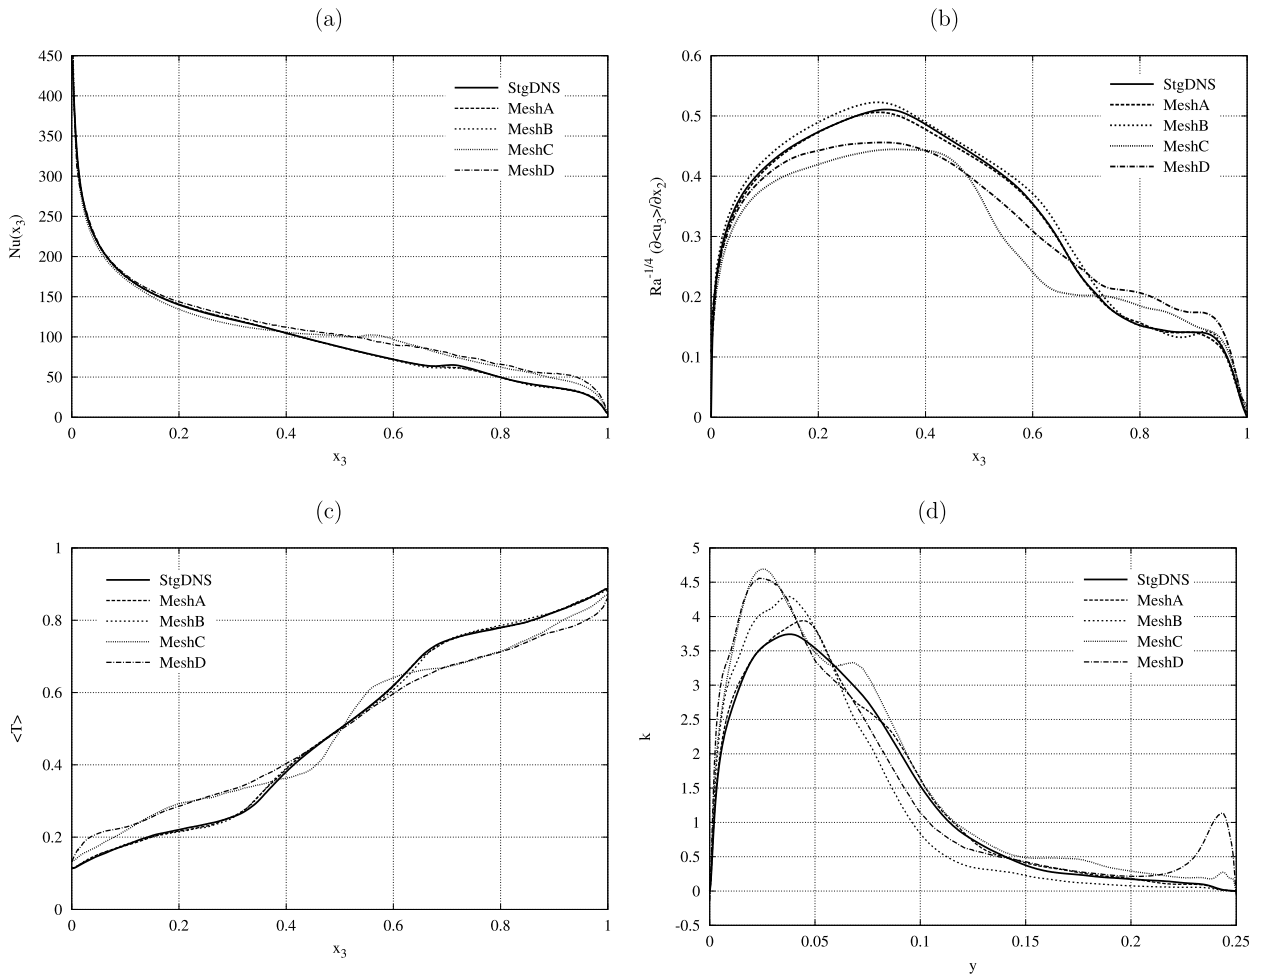 (a)
450
400
350
300
250
200
150
100
50
0
Nu(x3)
0 0.2 0.4 0.6 0.8 1
x3
StgDNS
MeshA
MeshB
MeshC
MeshD
(b)
0.6
0.5
0.4
0.3
0.2
0.1
0
Ra-1/4 (∂<u3>/∂x2)
0 0.2 0.4 0.6 0.8 1
x3
StgDNS
MeshA
MeshB
MeshC
MeshD
(c)
1
0.8
0.6
0.4
0.2
0
<T>
0 0.2 0.4 0.6 0.8 1
x3
StgDNS
MeshA
MeshB
MeshC
MeshD
(d)
5
4.5
4
3.5
3
2.5
2
1.5
1
0.5
0
-0.5
k
0 0.05 0.1 0.15 0.2 0.25
y
StgDNS
MeshA
MeshB
MeshC
MeshD